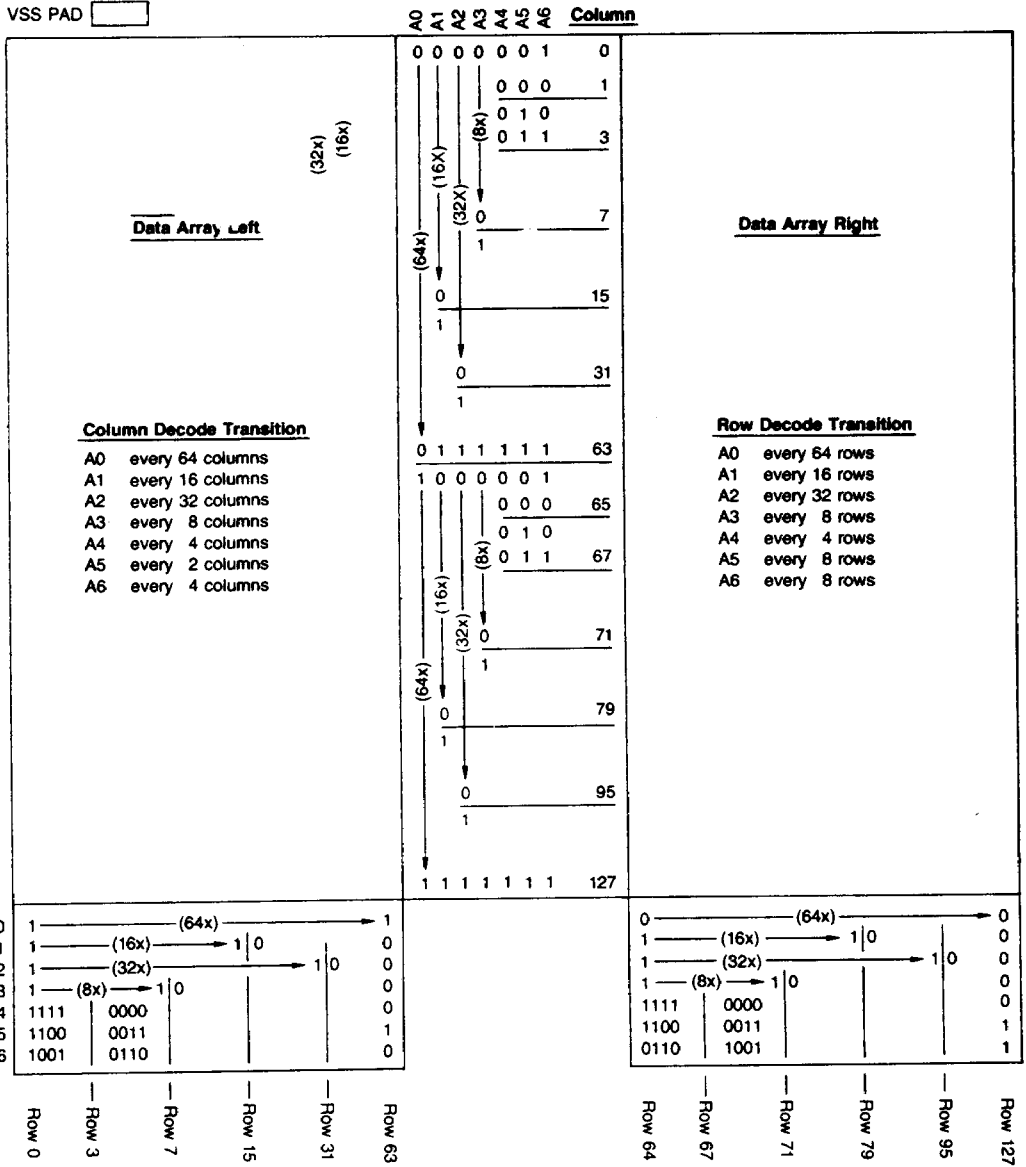 VSS PAD
A0 A1 A2 A3 A4 A5 A6 Column
0 0 0 0 0 0 1 0
0 0 0 1
0 1 0
0 1 1 3
(32x)
(16x)
(8x)
(16X)
(32X)
(64x)
Data Array Left
Data Array Right
0 7
1
0 15
1
0 31
1
Column Decode Transition
A0 every 64 columns
A1 every 16 columns
A2 every 32 columns
A3 every 8 columns
A4 every 4 columns
A5 every 2 columns
A6 every 4 columns
Row Decode Transition
A0 every 64 rows
A1 every 16 rows
A2 every 32 rows
A3 every 8 rows
A4 every 4 rows
A5 every 8 rows
A6 every 8 rows
0 1 1 1 1 1 1 63
1 0 0 0 0 0 1
0 0 0 65
0 1 0
0 1 1 67
(8x)
(16x)
(32x)
(64x)
0 71
1
0 79
1
0 95
1
1 1 1 1 1 1 1 127
0 1 (64x) 1
1 1 (16x) 1 0 0
2 1 (32x) 1 0 0
3 1 (8x) 1 0 0
4 1111 0000 0
5 1100 0011 1
6 1001 0110 0
Row 0
Row 3
Row 7
Row 15
Row 31
Row 63
0 (64x) 0
1 (16x) 1 0 0
1 (32x) 1 0 0
1 (8x) 1 0 0
1111 0000 0
1100 0011 1
0110 1001 1
Row 64
Row 67
Row 71
Row 79
Row 95
Row 127